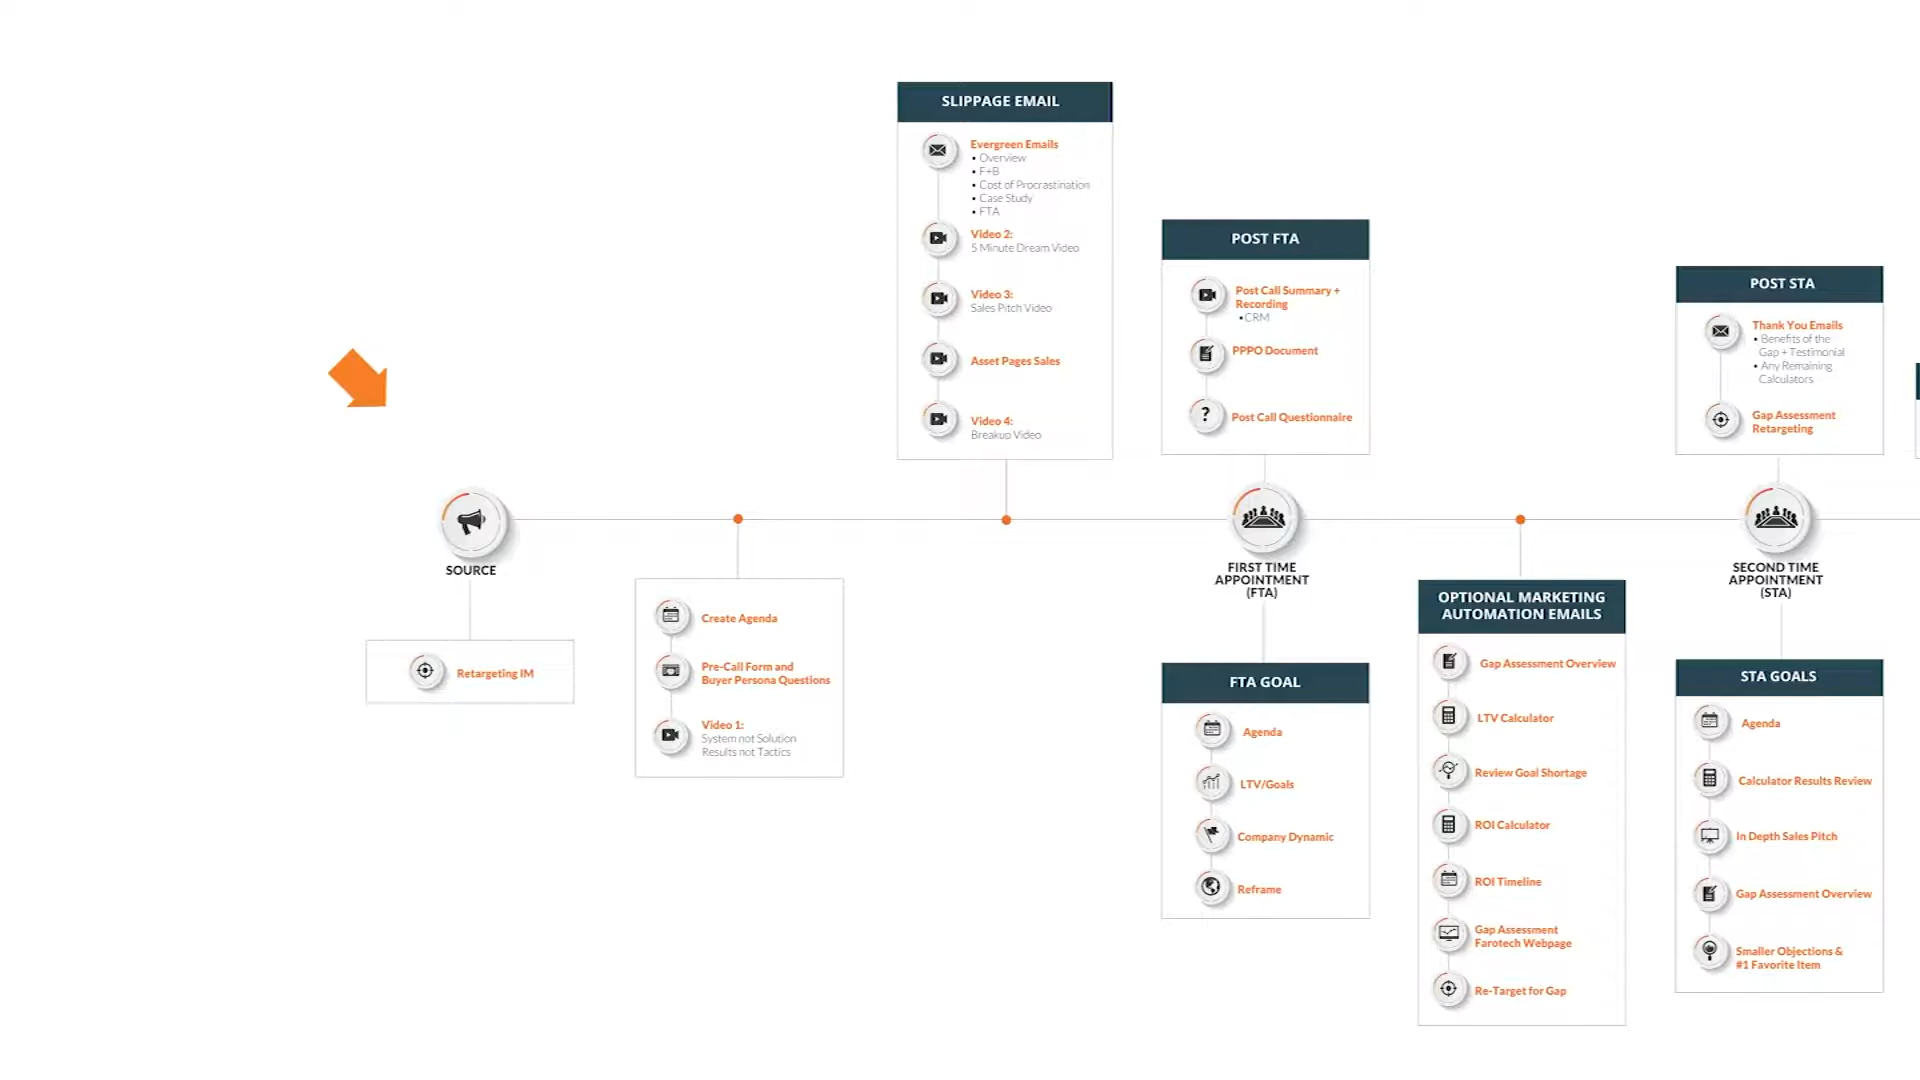 SLIPPAGE EMAIL
Evergreen Emails
• Overview
• F+B
• Cost of Procrastination
• Case Study
• FTA
Video 2:
5 Minute Dream Video
Video 3:
Sales Pitch Video
Asset Pages Sales
Video 4:
Breakup Video
POST FTA
Post Call Summary +
Recording
• CRM
PPPO Document
?
Post Call Questionnaire
POST STA
Thank You Emails
• Benefits of the
Gap + Testimonial
• Any Remaining
Calculators
Gap Assessment
Retargeting
SOURCE
Retargeting IM
Create Agenda
Pre-Call Form and
Buyer Persona Questions
Video 1:
System not Solution
Results not Tactics
FIRST TIME
APPOINTMENT
(FTA)
FTA GOAL
Agenda
LTV/Goals
Company Dynamic
Reframe
OPTIONAL MARKETING
AUTOMATION EMAILS
Gap Assessment Overview
LTV Calculator
Review Goal Shortage
ROI Calculator
ROI Timeline
Gap Assessment
Farotech Webpage
Re-Target for Gap
SECOND TIME
APPOINTMENT
(STA)
STA GOALS
Agenda
Calculator Results Review
In Depth Sales Pitch
Gap Assessment Overview
Smaller Objections &
#1 Favorite Item